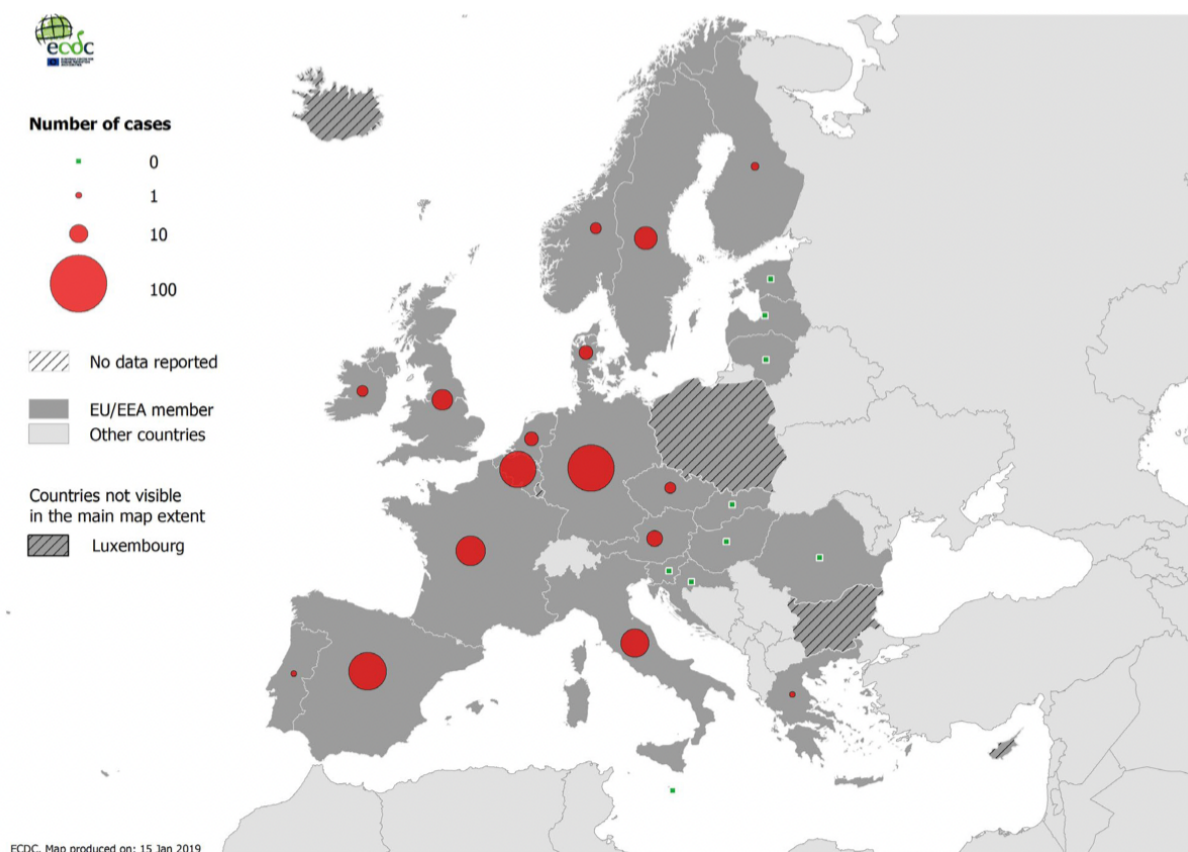 ecdc
Number of cases
0
1
10
100
No data reported
EU/EEA member
Other countries
Countries not visible
in the main map extent
Luxembourg
ECDC. Map produced on: 15 Jan 2019